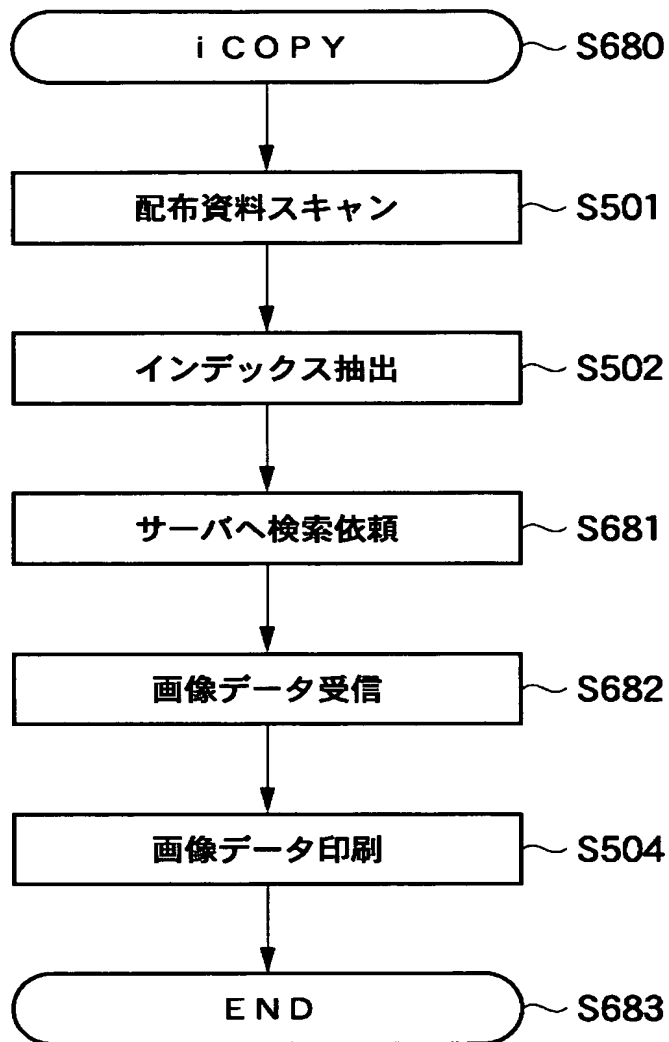 i COPY S680
配布資料スキャン S501
インデックス抽出 S502
サーバへ検索依頼 S681
画像データ受信 S682
画像データ印刷 S504
END S683